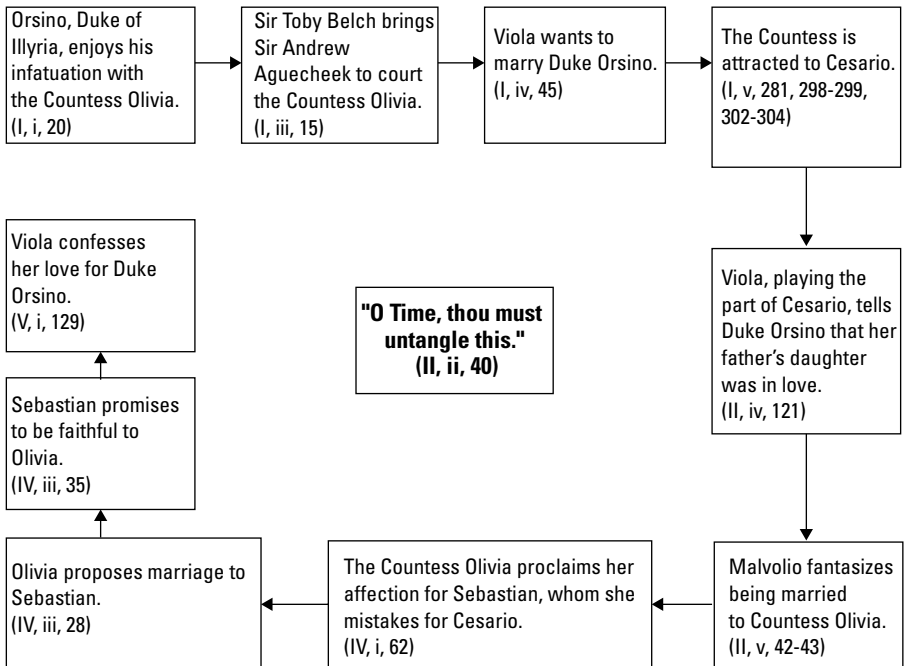 Orsino, Duke of
Illyria, enjoys his
infatuation with
the Countess Olivia.
(I, i, 20)
Sir Toby Belch brings
Sir Andrew
Aguecheek to court
the Countess Olivia.
(I, iii, 15)
Viola wants to
marry Duke Orsino.
(I, iv, 45)
The Countess is
attracted to Cesario.
(I, v, 281, 298-299,
302-304)
Viola, playing the
part of Cesario, tells
Duke Orsino that her
father's daughter
was in love.
(II, iv, 121)
Malvolio fantasizes
being married
to Countess Olivia.
(II, v, 42-43)
The Countess Olivia proclaims her
affection for Sebastian, whom she
mistakes for Cesario.
(IV, i, 62)
Olivia proposes marriage to
Sebastian.
(IV, iii, 28)
Sebastian promises
to be faithful to
Olivia.
(IV, iii, 35)
Viola confesses
her love for Duke
Orsino.
(V, i, 129)
"O Time, thou must
untangle this."
(II, ii, 40)